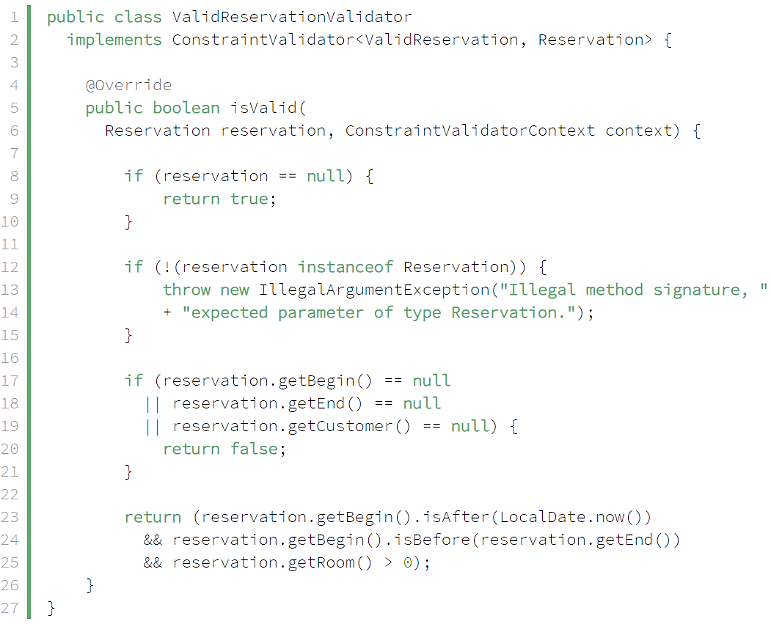 1 public class ValidReservationValidator
2   implements ConstraintValidator<ValidReservation, Reservation> {
3
4     @Override
5     public boolean isValid(
6       Reservation reservation, ConstraintValidatorContext context) {
7
8         if (reservation == null) {
9             return true;
10         }
11
12         if (!(reservation instanceof Reservation)) {
13             throw new IllegalArgumentException("Illegal method signature, "
14             + "expected parameter of type Reservation.");
15         }
16
17         if (reservation.getBegin() == null
18           || reservation.getEnd() == null
19           || reservation.getCustomer() == null) {
20             return false;
21         }
22
23         return (reservation.getBegin().isAfter(LocalDate.now())
24           && reservation.getBegin().isBefore(reservation.getEnd())
25           && reservation.getRoom() > 0);
26     }
27 }